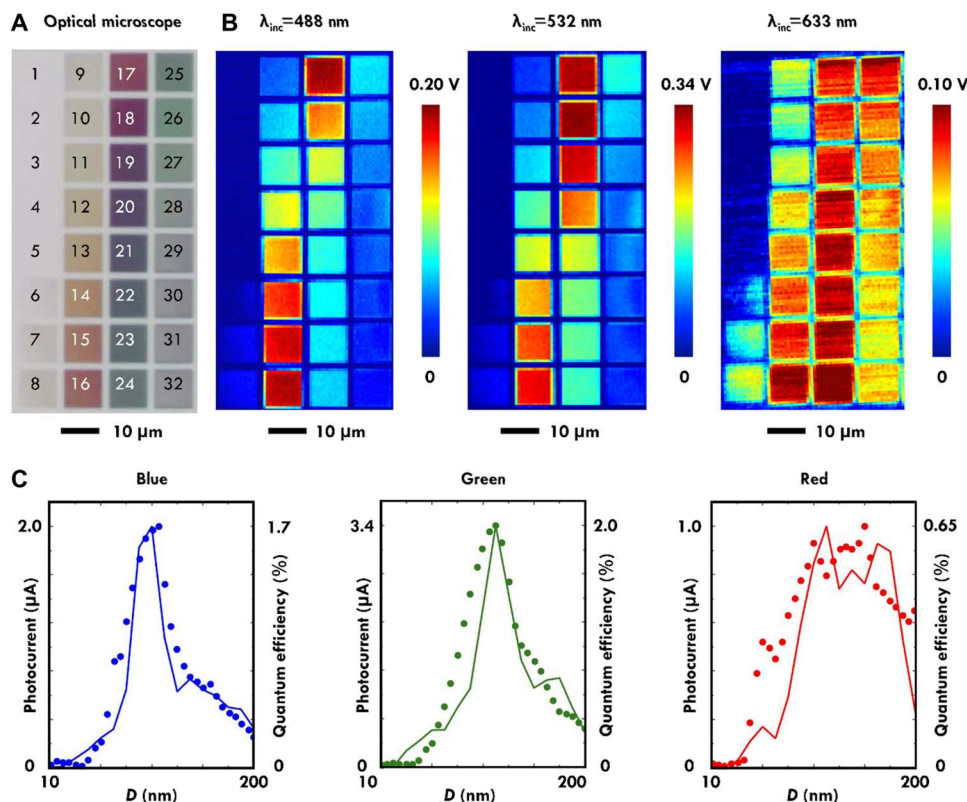 A Optical microscope B λinc=488 nm λinc=532 nm λinc=633 nm
1 9 17 25
2 10 18 26
3 11 19 27
4 12 20 28
5 13 21 29
6 14 22 30
7 15 23 31
8 16 24 32
0.20 V
0
0.34 V
0
0.10 V
0
10 µm 10 µm 10 µm 10 µm
C Blue Green Red
2.0 1.7
Photocurrent (µA)
Quantum efficiency (%)
0 0
10 200
D (nm)
3.4 2.0
Photocurrent (µA)
Quantum efficiency (%)
0 0
10 200
D (nm)
1.0 0.65
Photocurrent (µA)
Quantum efficiency (%)
0 0
10 200
D (nm)